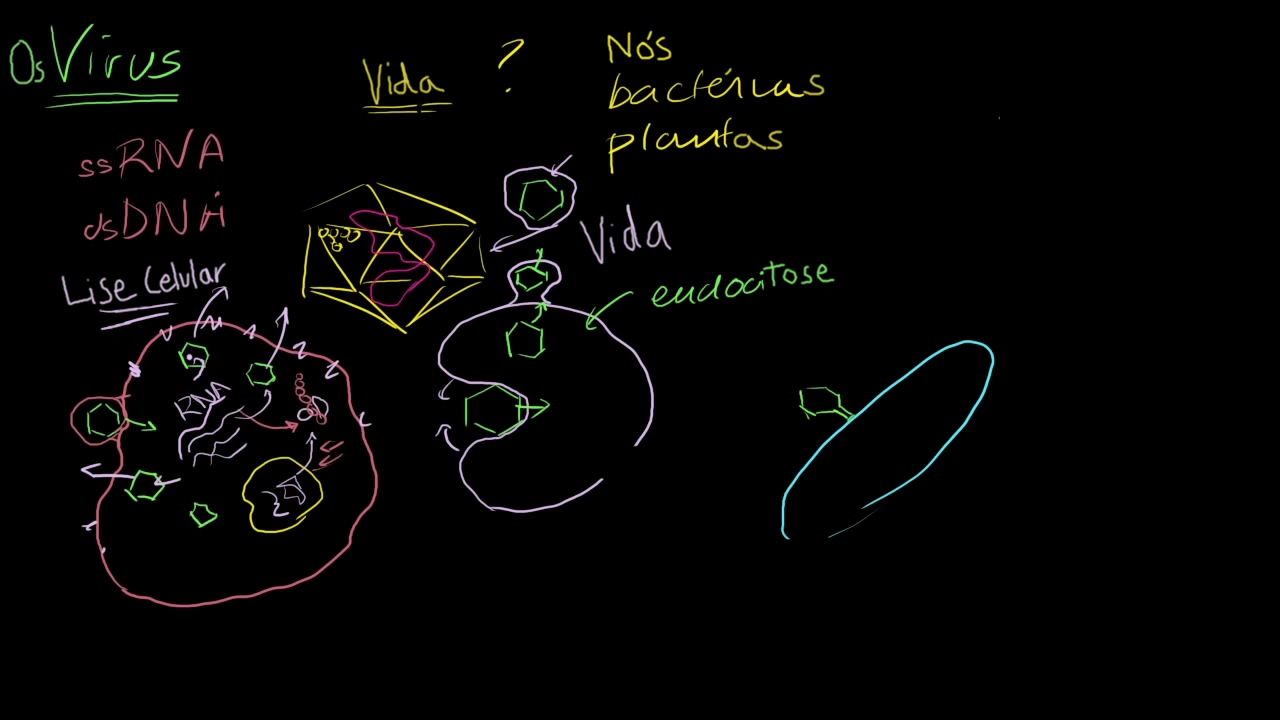 Os Vírus
Vida ?
Nós
bactérias
plantas
ssRNA
dsDNA
Lise Celular
Vida
endocitose
RNA